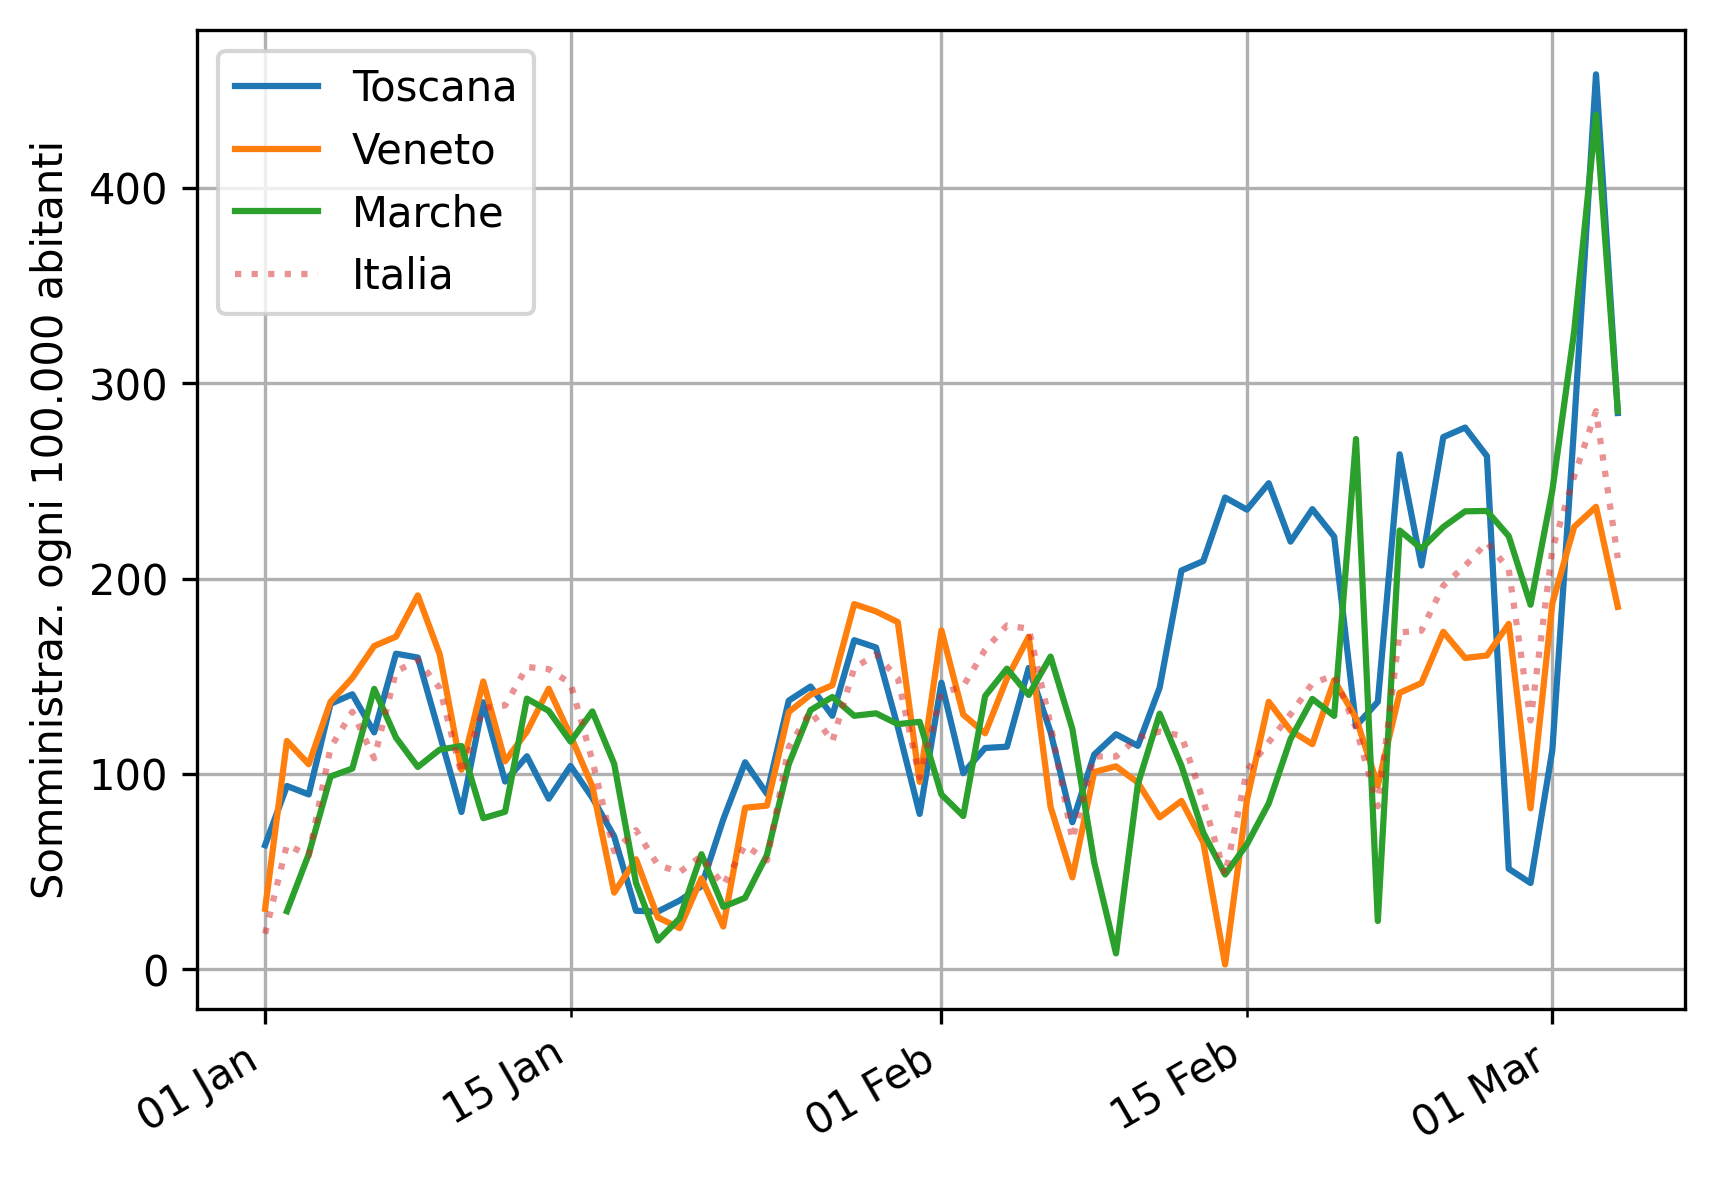 Toscana
Veneto
Marche
Italia
Somministraz. ogni 100.000 abitanti
400
300
200
100
0
01 Jan
15 Jan
01 Feb
15 Feb
01 Mar